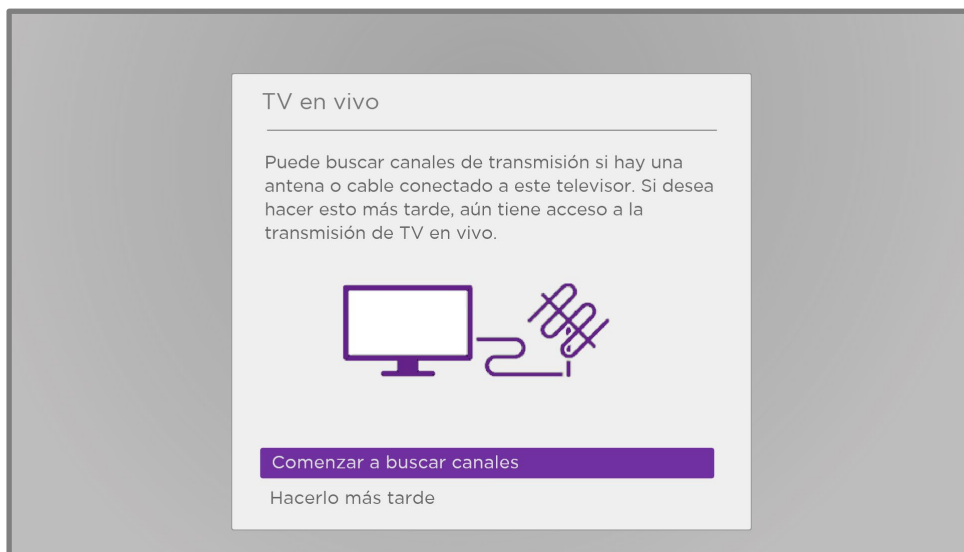 TV en vivo
Puede buscar canales de transmisión si hay una
antena o cable conectado a este televisor. Si desea
hacer esto más tarde, aún tiene acceso a la
transmisión de TV en vivo.
Comenzar a buscar canales
Hacerlo más tarde